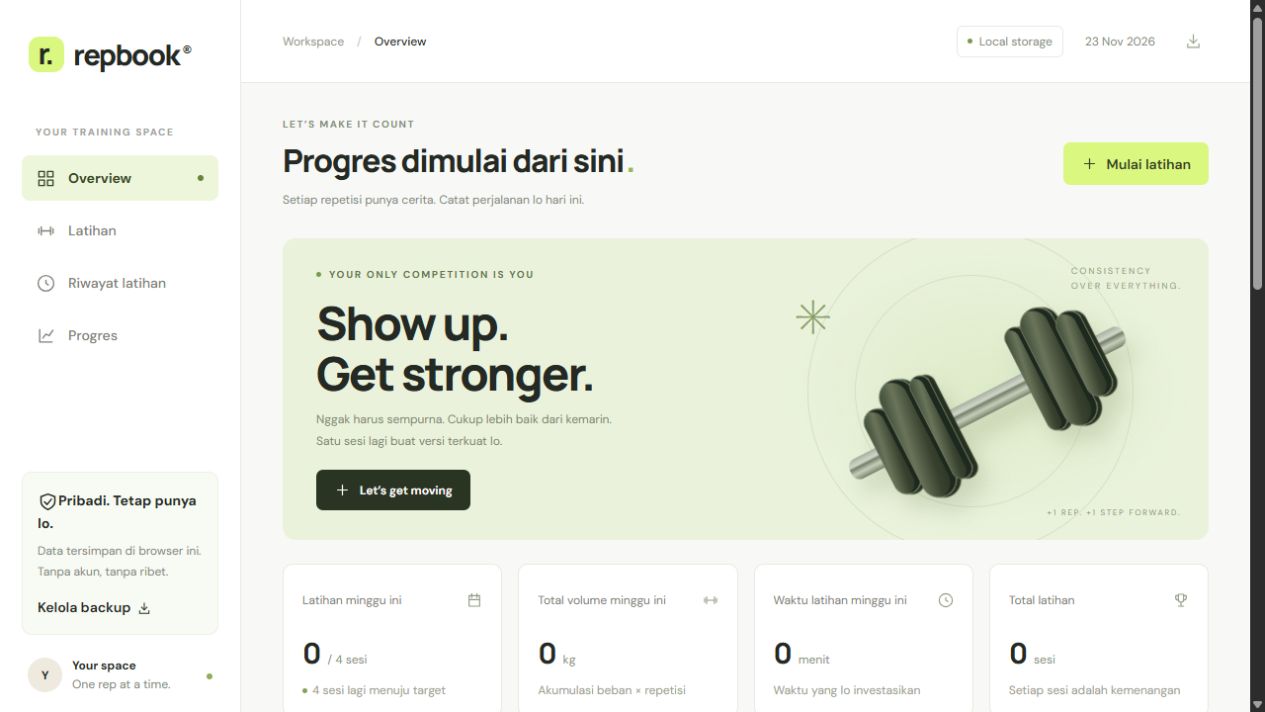 r. repbook®
YOUR TRAINING SPACE
Overview
Latihan
Riwayat latihan
Progres
Pribadi. Tetap punya
lo.
Data tersimpan di browser ini.
Tanpa akun, tanpa ribet.
Kelola backup
Y
Your space
One rep at a time.
Workspace / Overview
Local storage
23 Nov 2026
LET'S MAKE IT COUNT
Progres dimulai dari sini.
Setiap repetisi punya cerita. Catat perjalanan lo hari ini.
+ Mulai latihan
YOUR ONLY COMPETITION IS YOU
Show up.
Get stronger.
Nggak harus sempurna. Cukup lebih baik dari kemarin.
Satu sesi lagi buat versi terkuat lo.
+ Let's get moving
CONSISTENCY
OVER EVERYTHING.
+1 REP. +1 STEP FORWARD.
Latihan minggu ini
0 / 4 sesi
4 sesi lagi menuju target
Total volume minggu ini
0 kg
Akumulasi beban × repetisi
Waktu latihan minggu ini
0 menit
Waktu yang lo investasikan
Total latihan
0 sesi
Setiap sesi adalah kemenangan